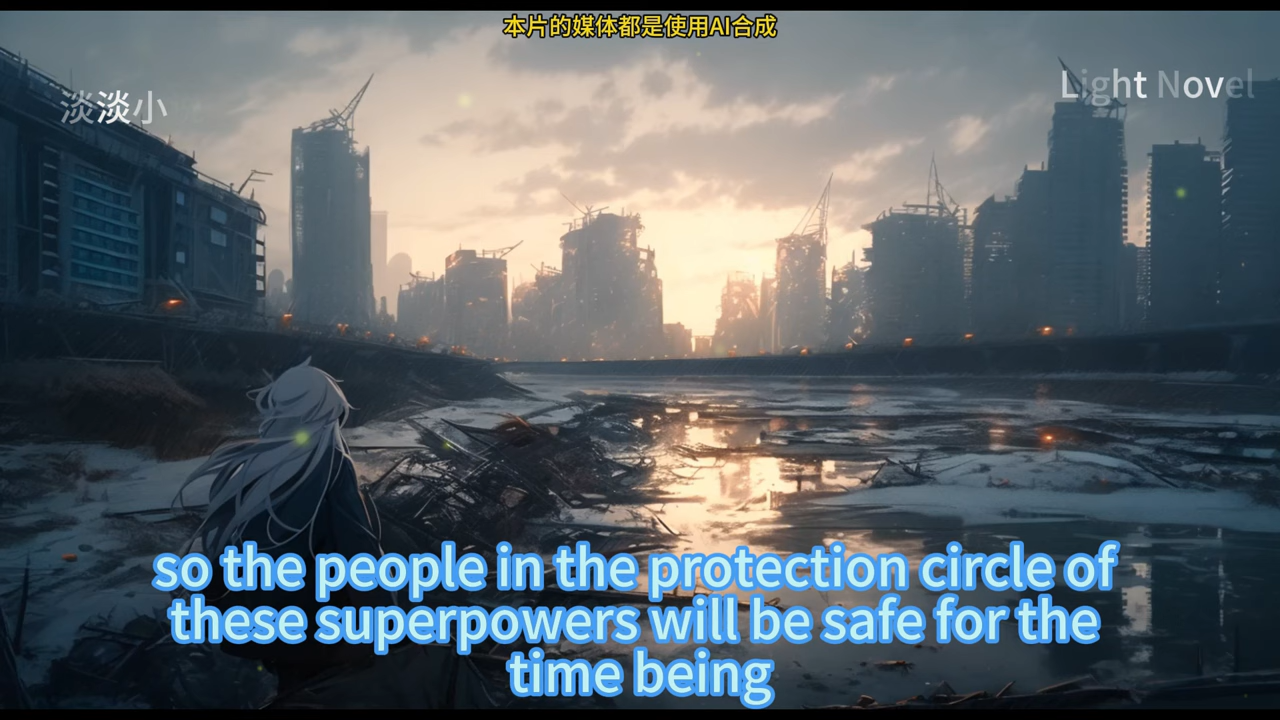 本片的媒体都是使用AI合成
淡淡小
Light Novel
so the people in the protection circle of
these superpowers will be safe for the
time being